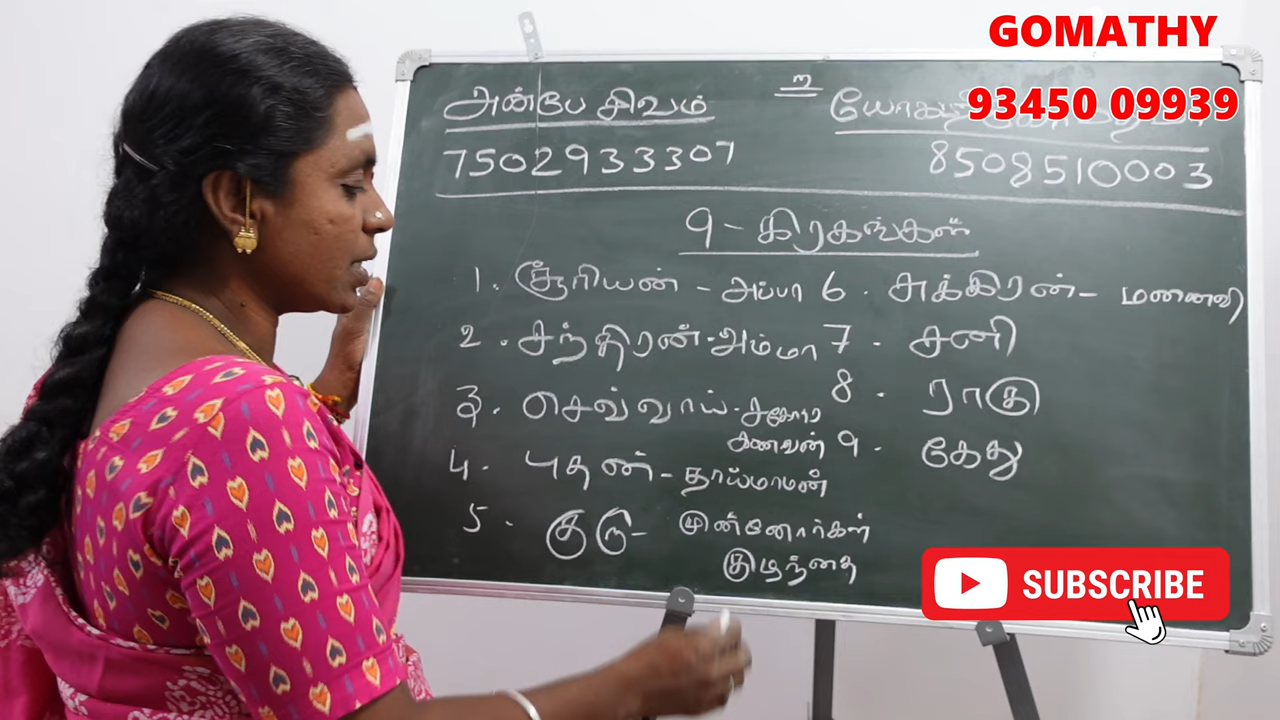 GOMATHY
93450 09939
உ
அன்பே சிவம்
7502933307 8508510003
9 - கிரகங்கள்
1. சூரியன் - அப்பா 6. சுக்கிரன் - மனைவி
2. சந்திரன் - அம்மா 7. சனி
3. செவ்வாய் - சகோதர 8. ராகு
கணவன் 9. கேது
4. புதன் - தாய்மாமன்
5. குரு - முன்னோர்கள்
குழந்தை
SUBSCRIBE